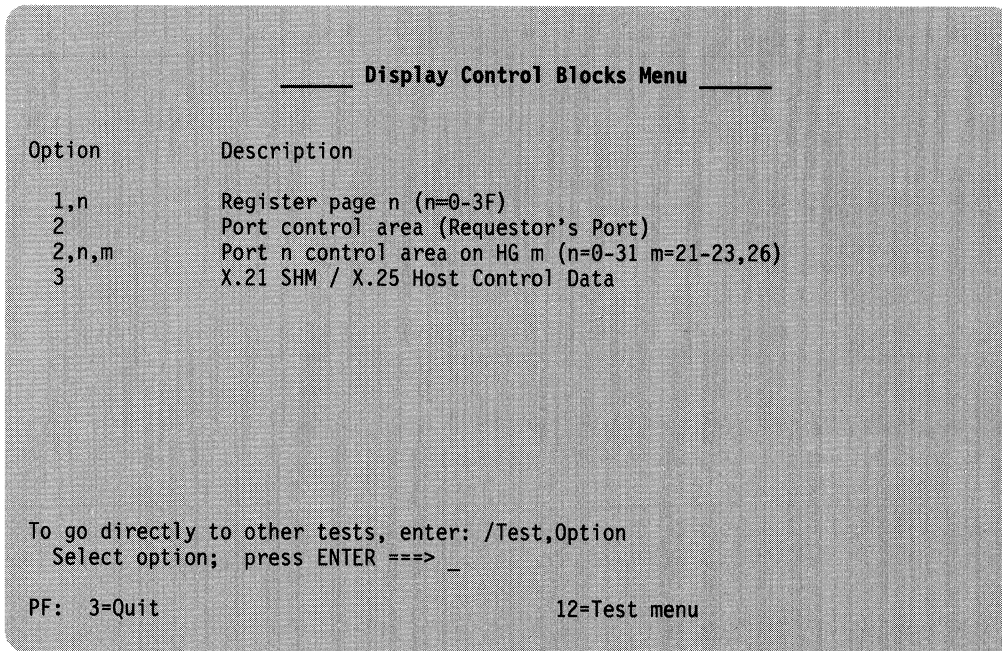 ______ Display Control Blocks Menu ______
Option Description
1,n Register page n (n=0-3F)
2 Port control area (Requestor's Port)
2,n,m Port n control area on HG m (n=0-31 m=21-23,26)
3 X.21 SHM / X.25 Host Control Data
To go directly to other tests, enter: /Test,Option
Select option; press ENTER ===> _
PF: 3=Quit 12=Test menu